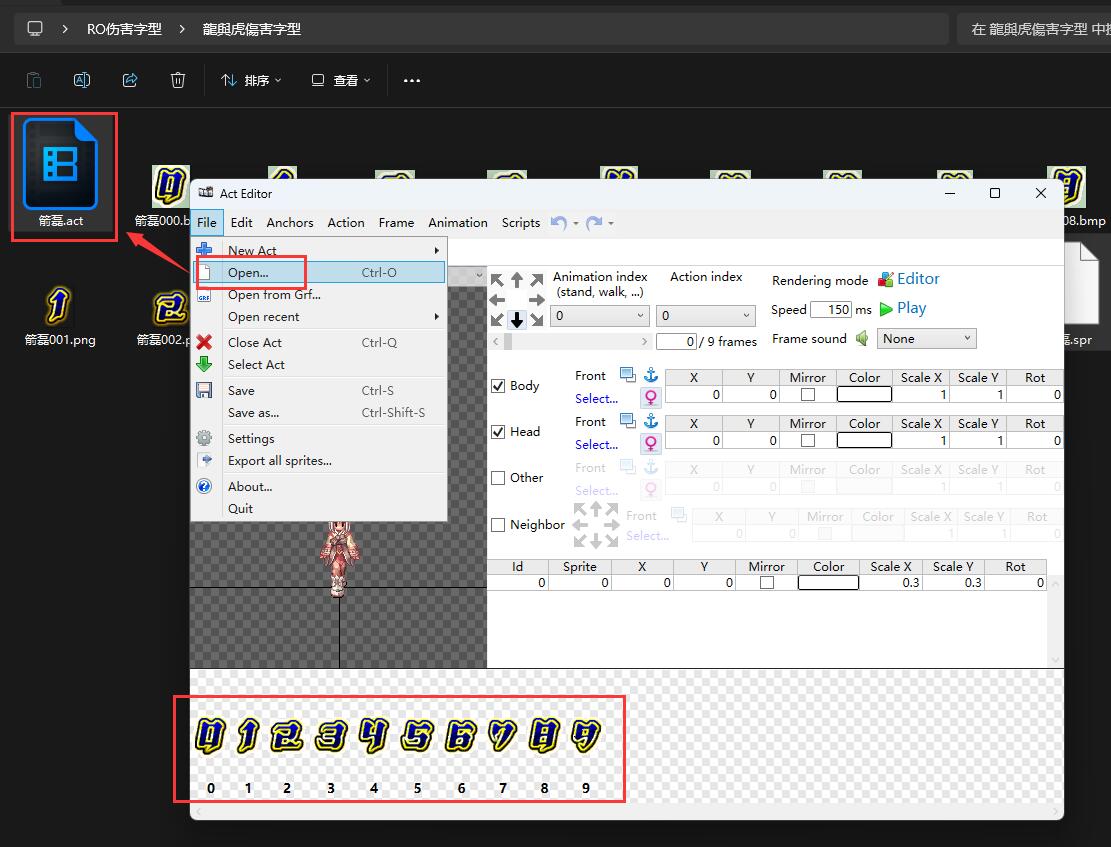 RO伤害字型 龍與虎傷害字型
在 龍與虎傷害字型 中
排序 查看
箭磊.act
箭磊000.b
08.bmp
箭磊001.png
箭磊002.p
.spr
Act Editor
File Edit Anchors Action Frame Animation Scripts
New Act
Open... Ctrl-O
Open from Grf...
Open recent
Close Act Ctrl-Q
Select Act
Save Ctrl-S
Save as... Ctrl-Shift-S
Settings
Export all sprites...
About...
Quit
GRF
Animation index
(stand, walk, ...)
0
Action index
0
0 / 9 frames
Rendering mode Editor
Speed 150 ms Play
Frame sound None
Body Front Select...
X Y Mirror Color Scale X Scale Y Rot
0 0 1 1 0
Head Front Select...
X Y Mirror Color Scale X Scale Y Rot
0 0 1 1 0
Other Front Select...
X Y Mirror Color Scale X Scale Y Rot
0 0 1 1 0
Neighbor Front Select...
X Y Mirror Color Scale X Scale Y Rot
0 0 1 1 0
Id Sprite X Y Mirror Color Scale X Scale Y Rot
0 0 0 0 0.3 0.3 0
0 1 2 3 4 5 6 7 8 9
0 1 2 3 4 5 6 7 8 9